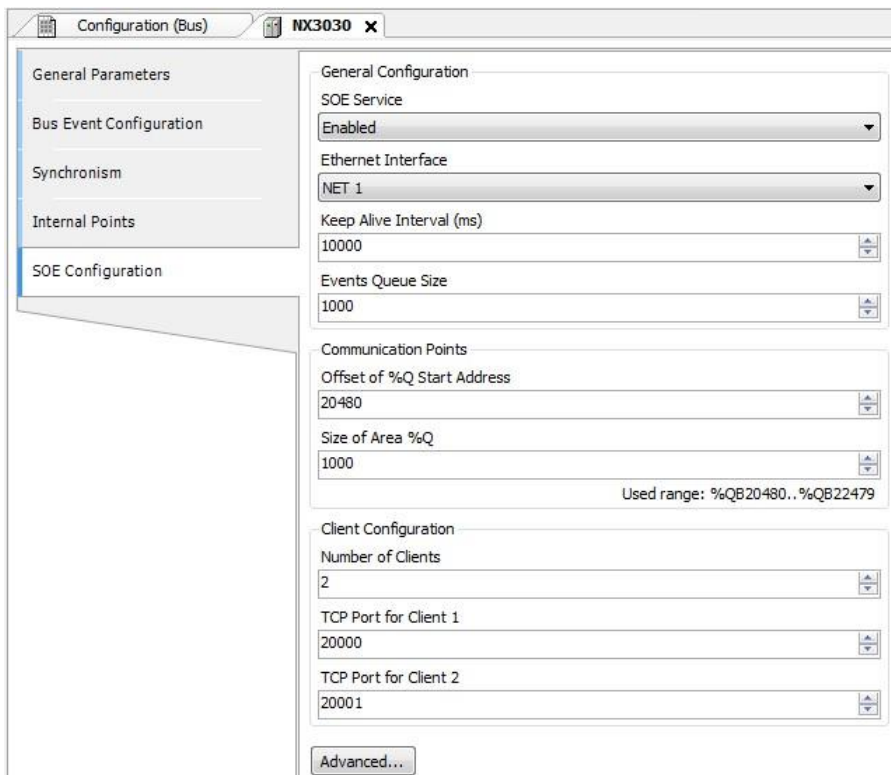 Configuration (Bus)
NX3030
General Parameters
Bus Event Configuration
Synchronism
Internal Points
SOE Configuration
General Configuration
SOE Service
Enabled
Ethernet Interface
NET 1
Keep Alive Interval (ms)
10000
Events Queue Size
1000
Communication Points
Offset of %Q Start Address
20480
Size of Area %Q
1000
Used range: %QB20480..%QB22479
Client Configuration
Number of Clients
2
TCP Port for Client 1
20000
TCP Port for Client 2
20001
Advanced...